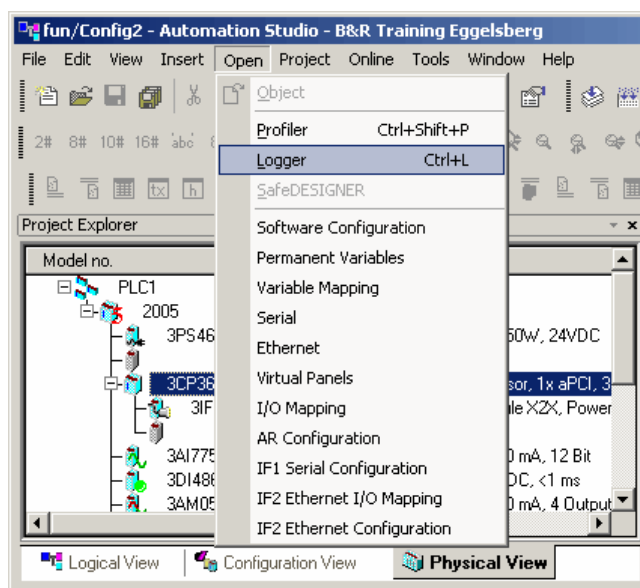 fun/Config2 - Automation Studio - B&R Training Eggelsberg
File Edit View Insert Open Project Online Tools Window Help
Object
Profiler Ctrl+Shift+P
2# 8# 10# 16# 'abc'
Logger Ctrl+L
tx h
SafeDESIGNER
Project Explorer
Software Configuration
Model no.
Permanent Variables
PLC1
Variable Mapping
2005
Serial
3PS46 50W, 24VDC
Ethernet
Virtual Panels
3CP36 sor, 1x aPCI, 3
3IF ule X2X, Power
I/O Mapping
AR Configuration
3AI775 0 mA, 12 Bit
IF1 Serial Configuration
3DI486 DC, <1 ms
IF2 Ethernet I/O Mapping
3AM05 0 mA, 4 Output
IF2 Ethernet Configuration
Logical View Configuration View Physical View